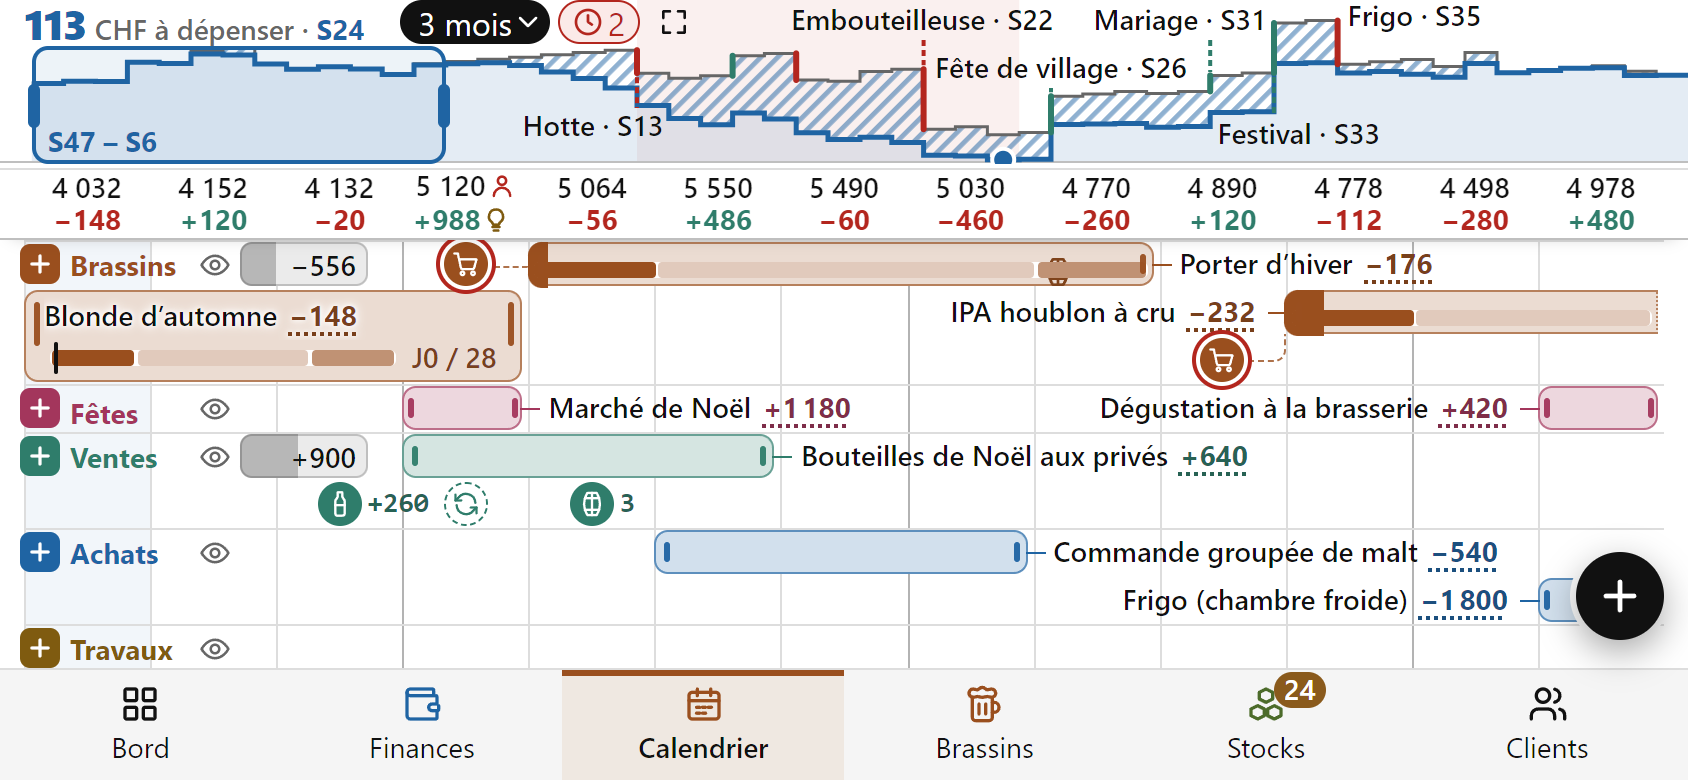 113 CHF à dépenser · S24
3 mois
2
Embouteilleuse · S22
Mariage · S31
Frigo · S35
Fête de village · S26
Hotte · S13
Festival · S33
S47 – S6
4 032 4 152 4 132 5 120 5 064 5 550 5 490 5 030 4 770 4 890 4 778 4 498 4 978
−148 +120 −20 +988 −56 +486 −60 −460 −260 +120 −112 −280 +480
Brassins −556 Porter d’hiver −176
IPA houblon à cru −232
Blonde d’automne −148
J0 / 28
Fêtes Marché de Noël +1 180 Dégustation à la brasserie +420
Ventes +900 Bouteilles de Noël aux privés +640
+260 3
Achats Commande groupée de malt −540
Frigo (chambre froide) −1 800
Travaux
24
Bord Finances Calendrier Brassins Stocks Clients